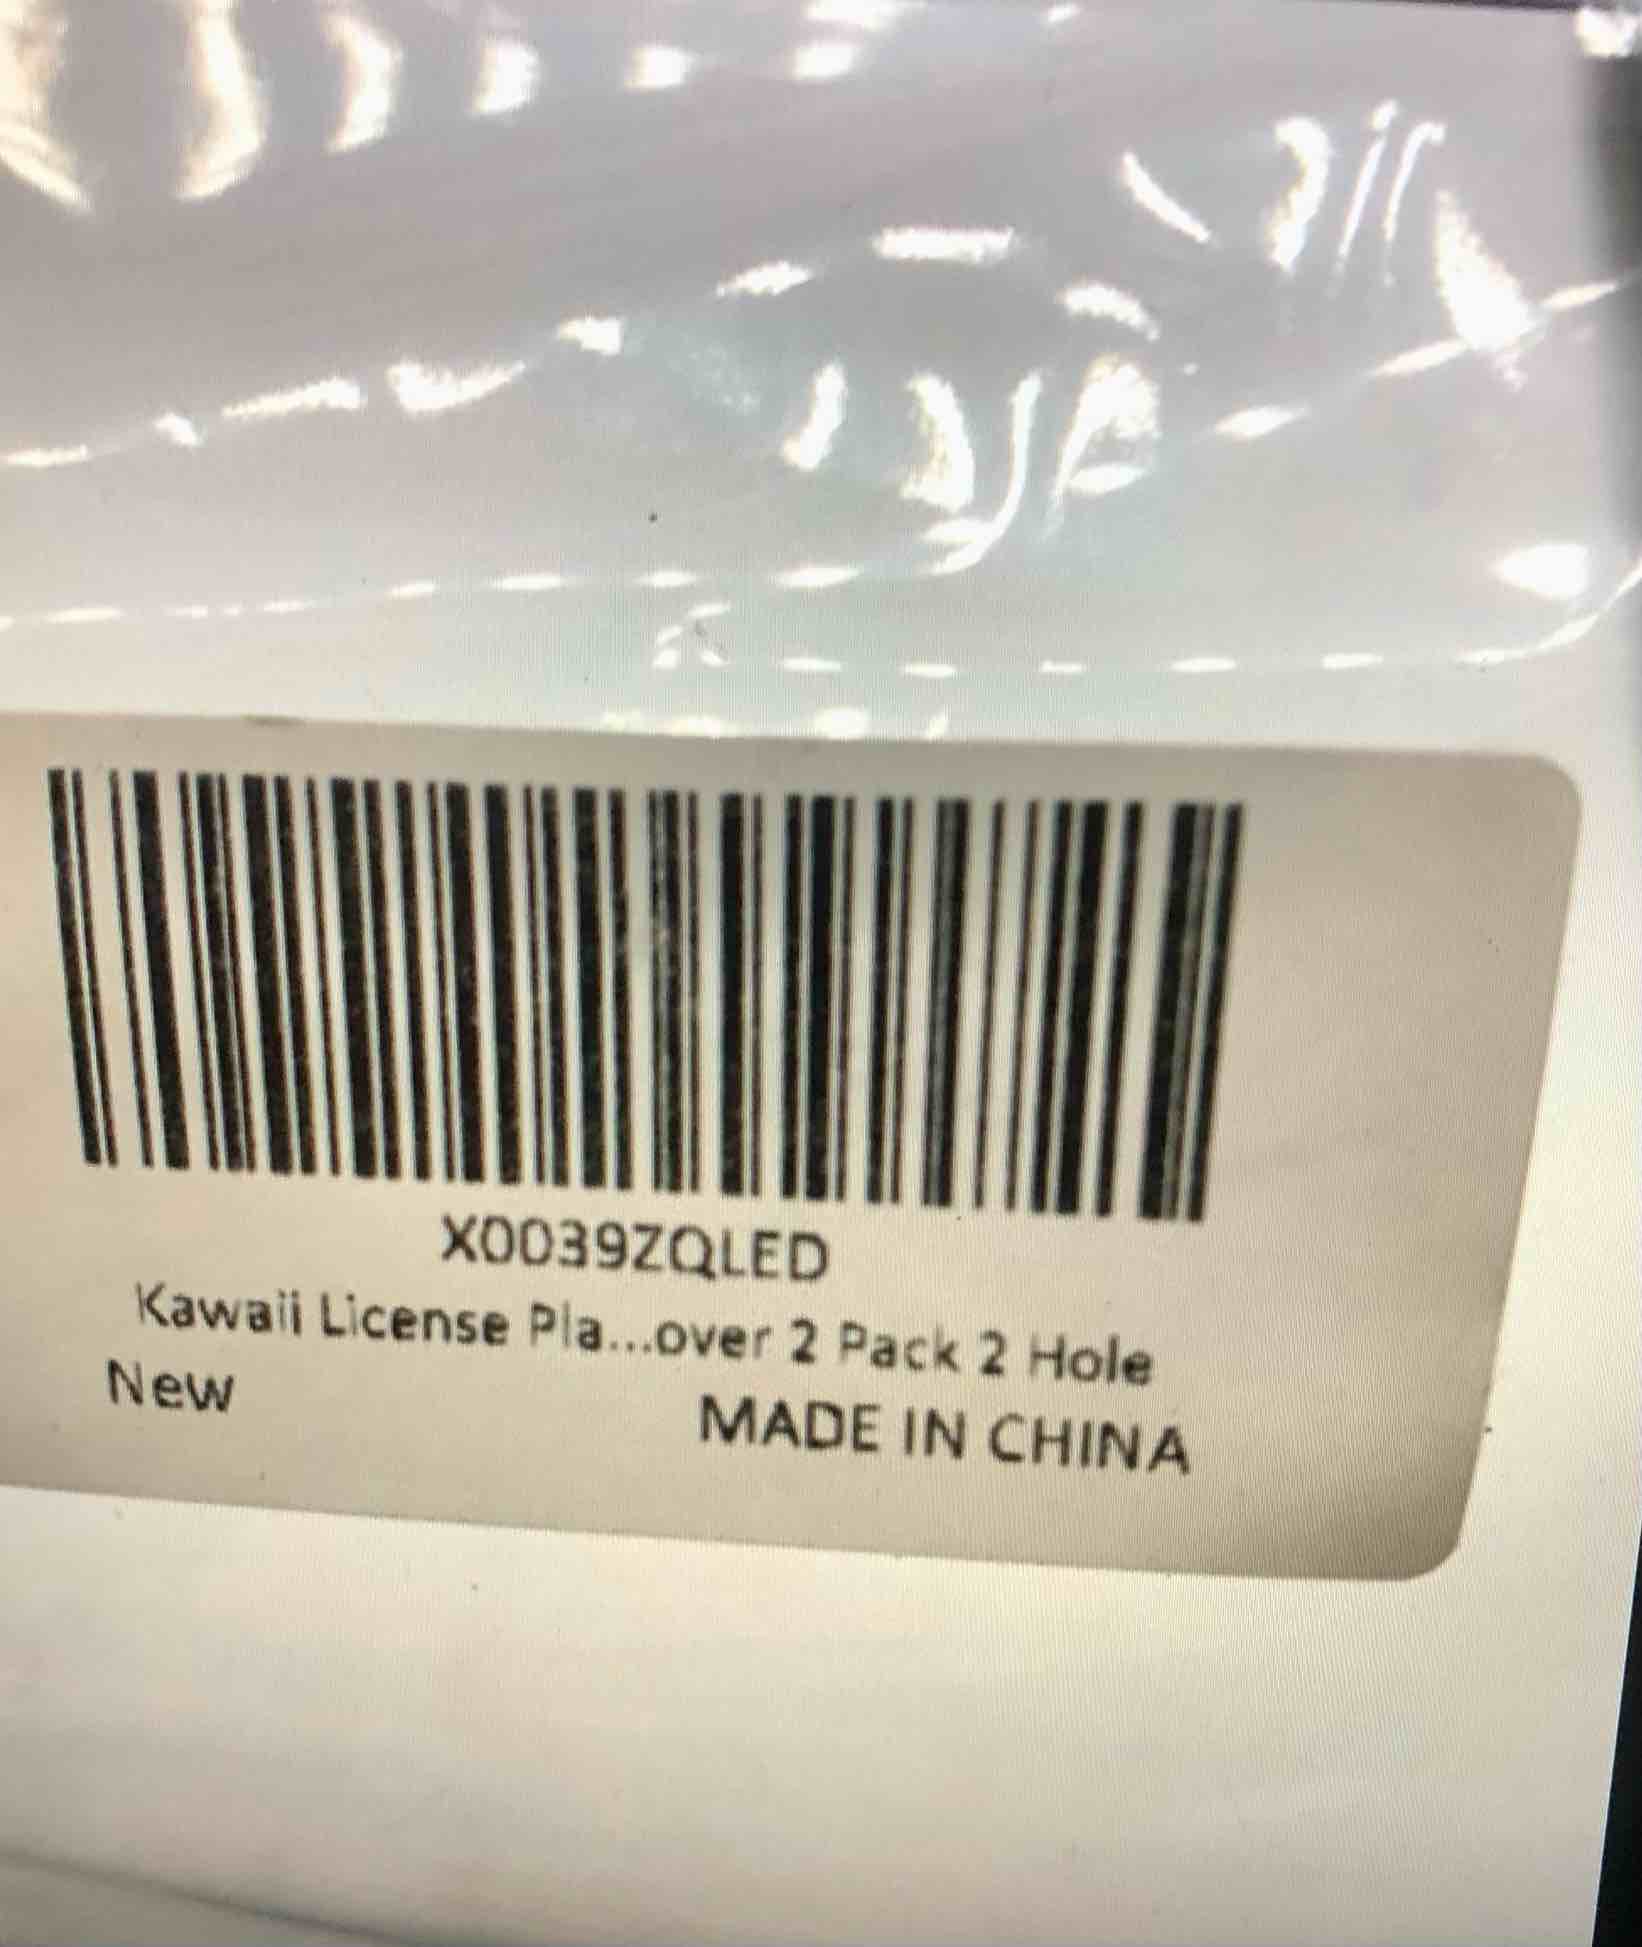 X0039ZQLED
Kawaii License Pla...over 2 Pack 2 Hole
New
MADE IN CHINA